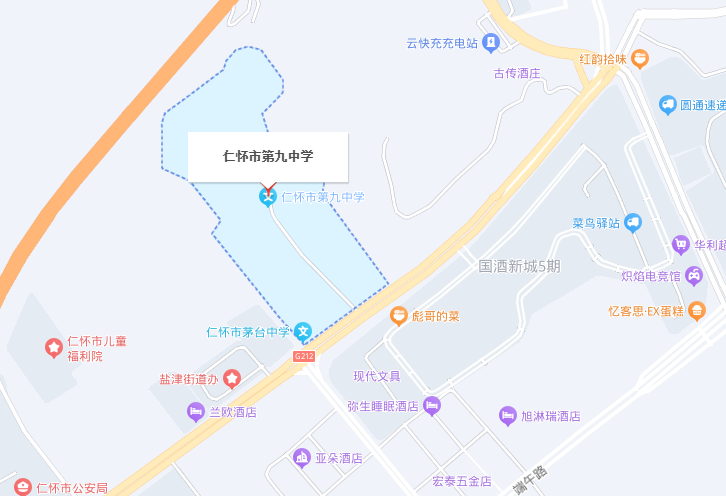 云快充充电站
红韵拾味
古传酒庄
圆通速递
仁怀市第九中学
仁怀市第九中学
菜鸟驿站
华利超
国酒新城5期
炽焰电竞馆
忆客思·EX蛋糕
彪哥的菜
仁怀市茅台中学
仁怀市儿童
福利院
G212
盐津街道办
现代文具
兰欧酒店
弥生睡眠酒店
旭淋瑞酒店
亚朵酒店
宏泰五金店
端午路
仁怀市公安局